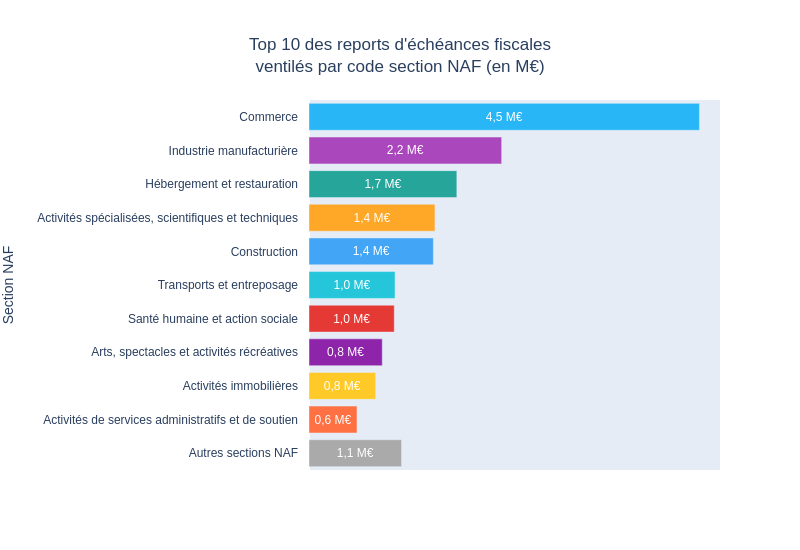 Top 10 des reports d'échéances fiscales
ventilés par code section NAF (en M€)
Section NAF
Commerce 4,5 M€
Industrie manufacturière 2,2 M€
Hébergement et restauration 1,7 M€
Activités spécialisées, scientifiques et techniques 1,4 M€
Construction 1,4 M€
Transports et entreposage 1,0 M€
Santé humaine et action sociale 1,0 M€
Arts, spectacles et activités récréatives 0,8 M€
Activités immobilières 0,8 M€
Activités de services administratifs et de soutien 0,6 M€
Autres sections NAF 1,1 M€